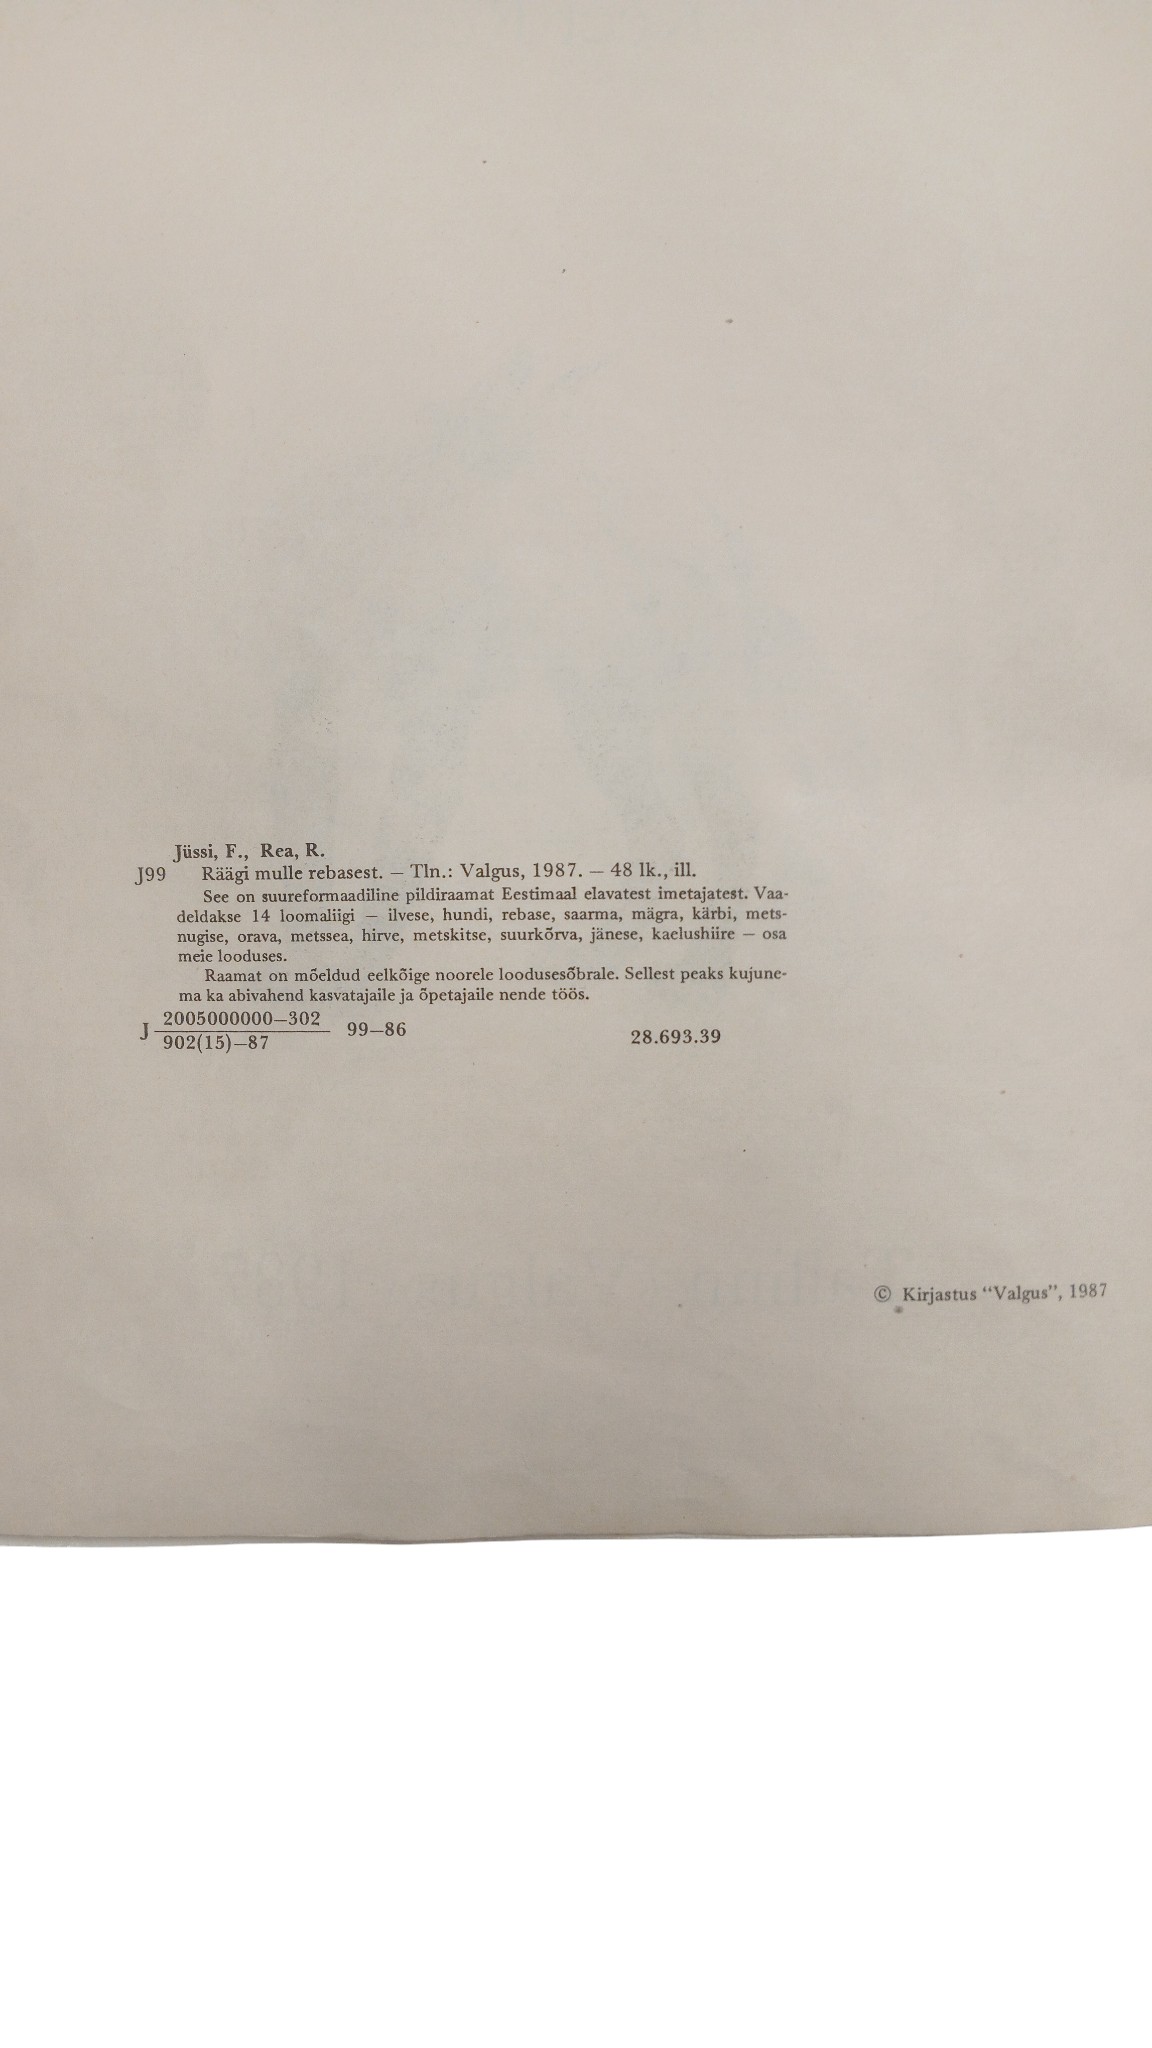 Jüssi, F., Rea, R.
J99 Räägi mulle rebasest. — Tln.: Valgus, 1987. — 48 lk., ill.
See on suureformaadiline pildiraamat Eestimaal elavatest imetajatest. Vaa-
deldakse 14 loomaliigi — ilvese, hundi, rebase, saarma, mägra, kärbi, mets-
nugise, orava, metssea, hirve, metskitse, suurkõrva, jänese, kaelushiire — osa
meie looduses.
Raamat on mõeldud eelkõige noorele loodusesõbrale. Sellest peaks kujune-
ma ka abivahend kasvatajaile ja õpetajaile nende töös.
J 2005000000—302
902(15)—87
99—86
28.693.39
© Kirjastus “Valgus”, 1987